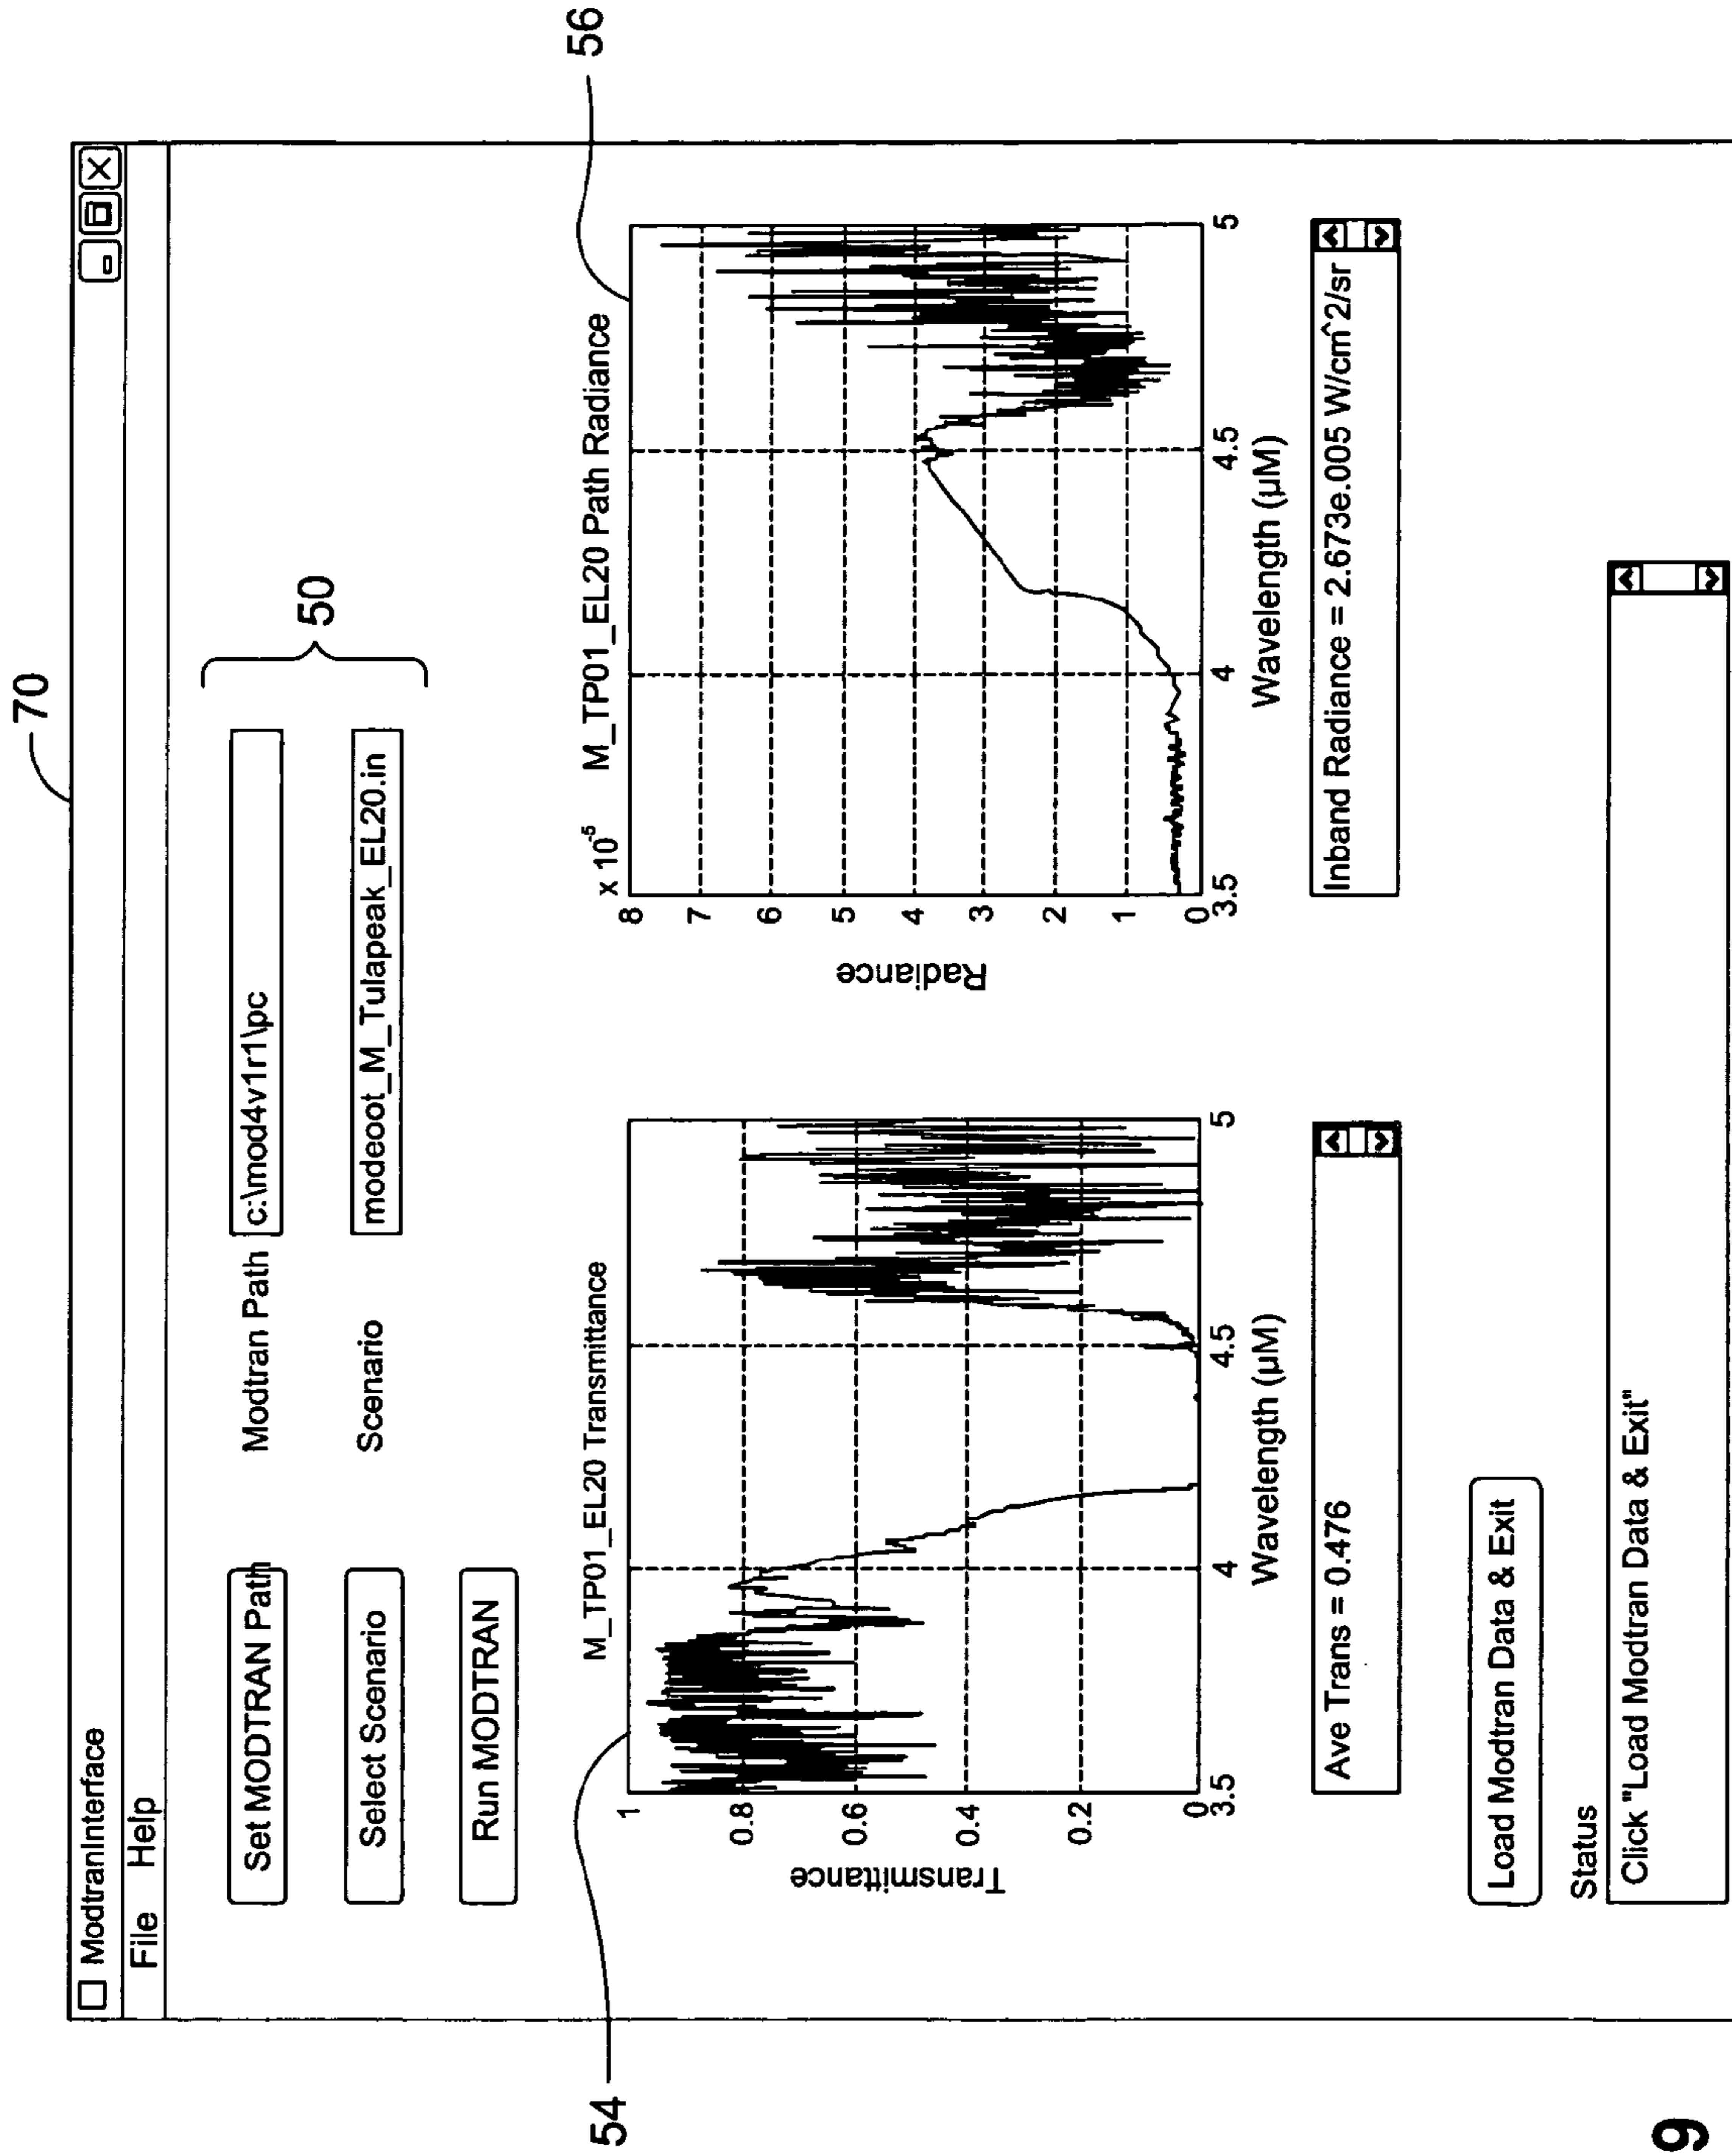 70
ModtranInterface
File Help
Set MODTRAN Path
Modtran Path
c:\mod4v1r1\pc
50
Select Scenario
Scenario
modeoot_M_Tulapeak_EL20.in
Run MODTRAN
54
M_TP01_EL20 Transmittance
Transmittance
1
0.8
0.6
0.4
0.2
0
3.5 4 4.5 5
Wavelength (µM)
56
x 10-5
M_TP01_EL20 Path Radiance
Radiance
8
7
6
5
4
3
2
1
0
3.5 4 4.5 5
Wavelength (µM)
Ave Trans = 0.476
Inband Radiance = 2.673e.005 W/cm^2/sr
Load Modtran Data & Exit
Status
Click "Load Modtran Data & Exit"